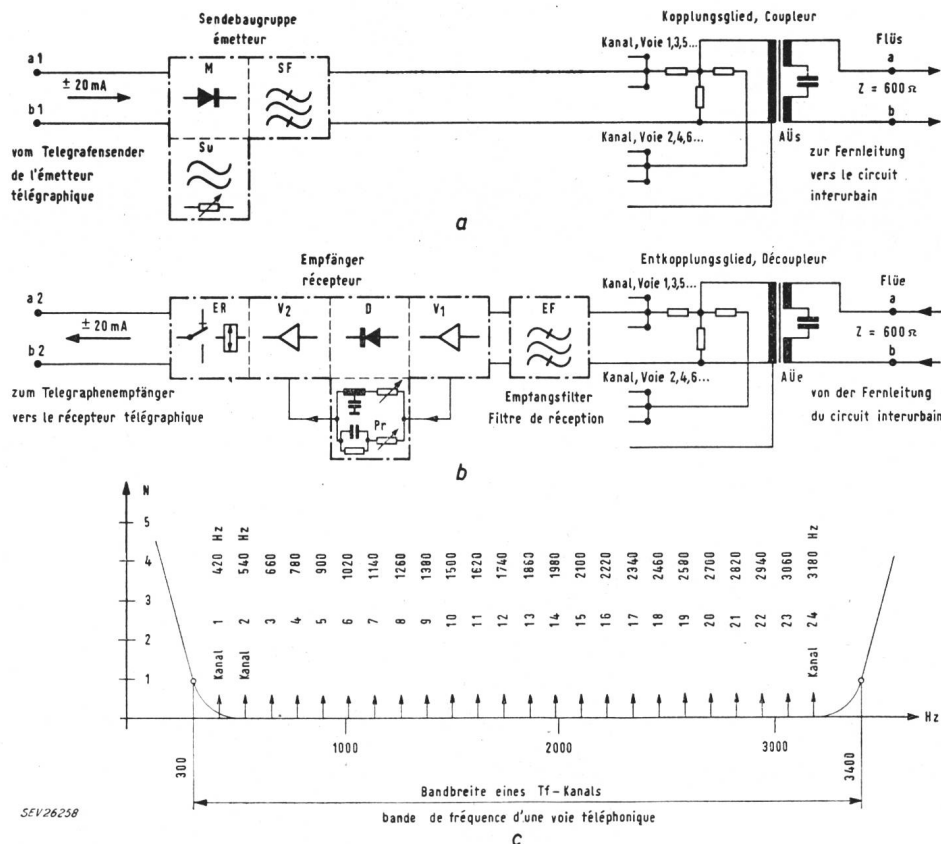 Sendebaugruppe
émetteur
Kopplungsglied, Coupleur
a1
M
SF
Kanal, Voie 1,3,5...
Flüs
a
± 20mA
Z = 600 Ω
b1
b
Su
Kanal, Voie 2,4,6...
AÜs
vom Telegrafensender
de l'émetteur
télégraphique
zur Fernleitung
vers le circuit
interurbain
a
Empfänger
récepteur
Entkopplungsglied, Découpleur
a2
ER
V2
D
V1
EF
Kanal, Voie 1,3,5...
Flüe
a
± 20 mA
Z = 600 Ω
b2
b
Kanal, Voie 2,4,6...
AÜe
zum Telegraphenempfänger
vers le récepteur télégraphique
Pr
Empfangsfilter
Filtre de réception
von der Fernleitung
du circuit interurbain
b
N
5
4
3
2
1
420 Hz
540 Hz
660
780
900
1020
1140
1260
1380
1500
1620
1740
1860
1980
2100
2220
2340
2460
2580
2700
2820
2940
3060
3180 Hz
Kanal 1
Kanal 2
3
4
5
6
7
8
9
10
11
12
13
14
15
16
17
18
19
20
21
22
23
Kanal 24
Hz
300
1000
2000
3000
3400
Bandbreite eines Tf-Kanals
bande de fréquence d'une voie téléphonique
SEV26258
c